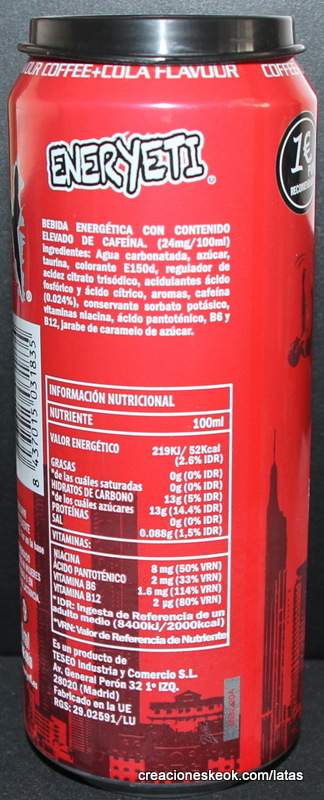 OUR COFFEE+COLA FLAVOUR COFFEE
ENERYETI
1€
BEBIDA ENERGÉTICA CON CONTENIDO
ELEVADO DE CAFEÍNA. (24mg/100ml)
ingredientes: Agua carbonatada, azúcar,
taurina, colorante E150d, regulador de
acidez citrato trisódico, acidulantes ácido
fosfórico y ácido cítrico, aromas, cafeína
(0.024%), conservante sorbato potásico,
vitaminas niacina, ácido pantoténico, B6 y
B12, jarabe de caramelo de azúcar.
8 437015 031835
INFORMACIÓN NUTRICIONAL
NUTRIENTE 100ml
VALOR ENERGÉTICO 219KJ/ 52Kcal
(2.6% IDR)
GRASAS 0g (0% IDR)
*de las cuáles saturadas 0g (0% IDR)
HIDRATOS DE CARBONO 13g (5% IDR)
*de los cuáles azúcares 13g (14.4% IDR)
PROTEÍNAS 0g (0% IDR)
SAL 0.088g (1,5% IDR)
VITAMINAS:
NIACINA 8 mg (50% VRN)
ÁCIDO PANTOTÉNICO 2 mg (33% VRN)
VITAMINA B6 1.6 mg (114% VRN)
VITAMINA B12 2 µg (80% VRN)
*IDR: Ingesta de Referencia de un
adulto medio (8400kJ/2000kcal)
*VRN: Valor de Referencia de Nutriente
Es un producto de
TESEO Industria y Comercio S.L.
Av. General Perón 32 1º IZQ.
28020 (Madrid)
Fabricado en la UE
RGS: 29.02591/LU
creacioneskeok.com/latas